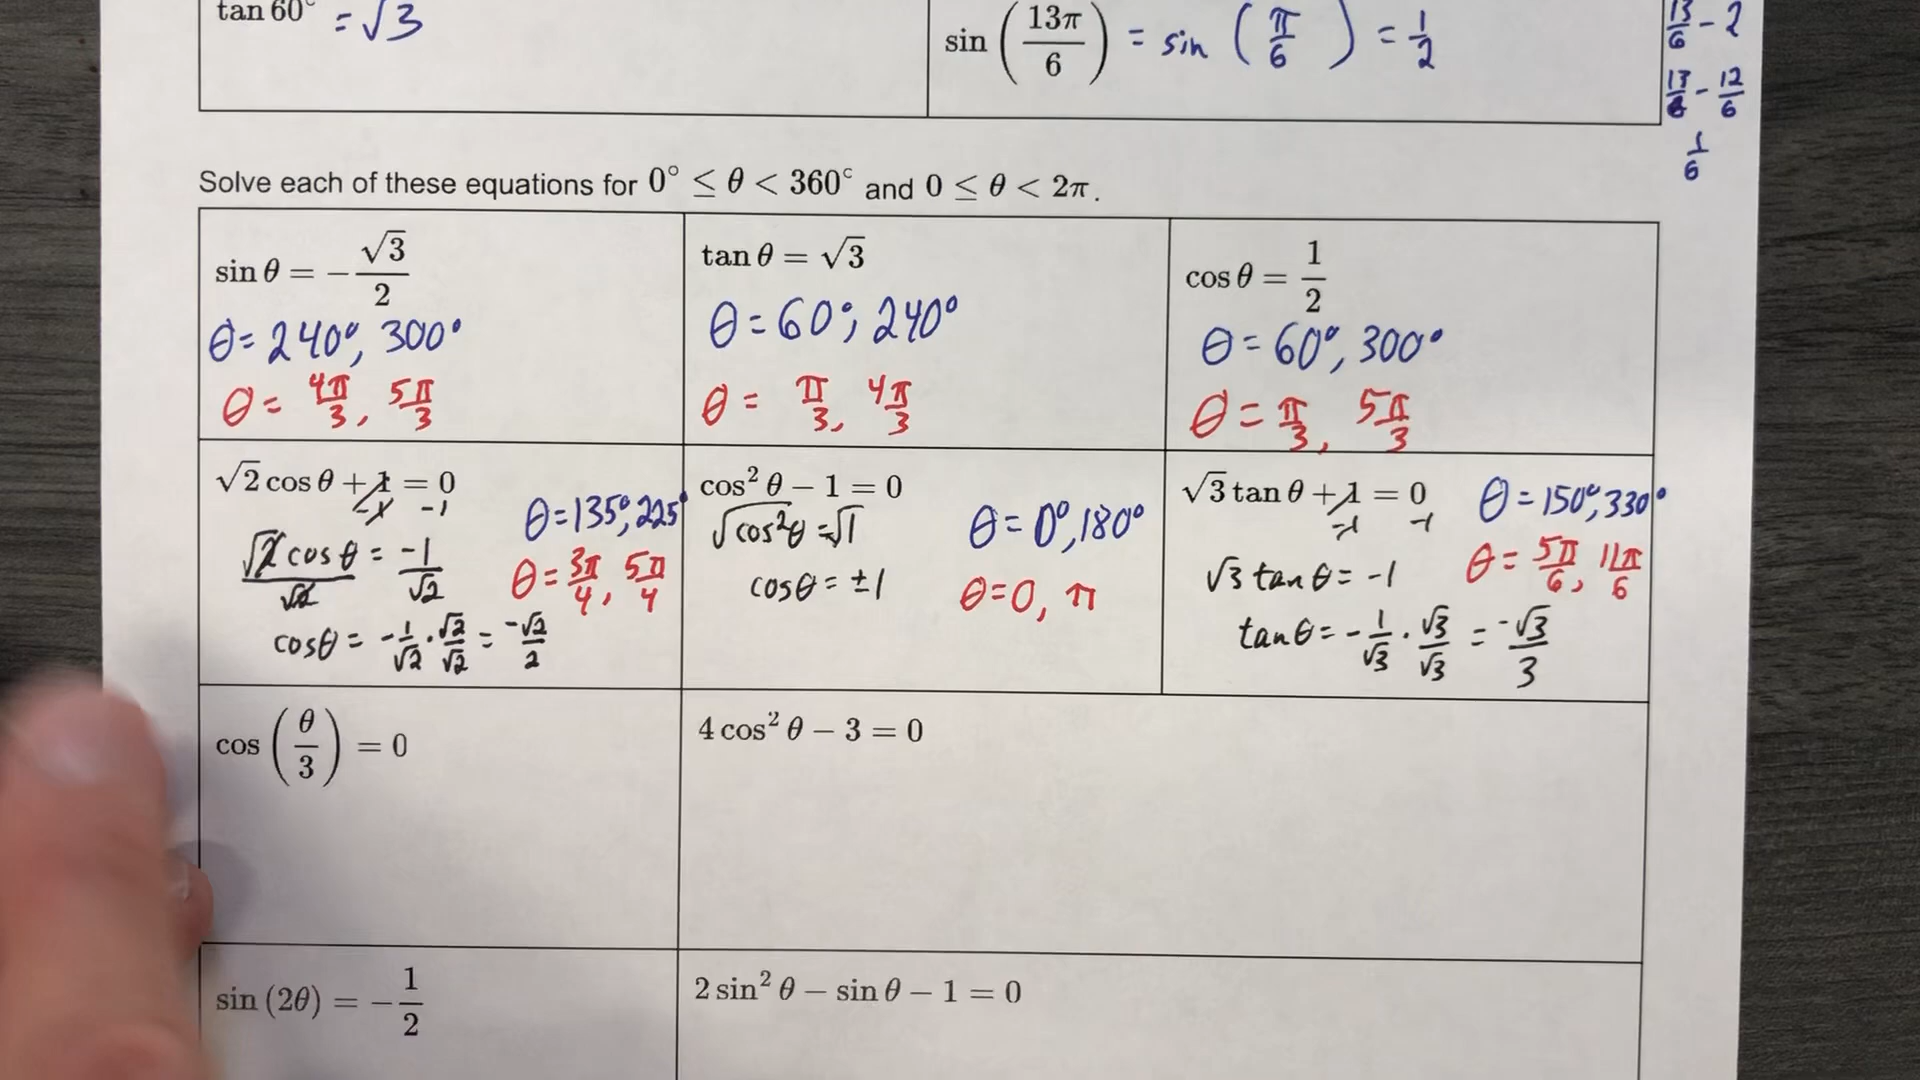 tan 60° = √3
sin (13π/6) = sin (π/6) = 1/2
13/6 - 2
13/6 - 12/6
1/6
Solve each of these equations for 0° ≤ θ < 360° and 0 ≤ θ < 2π.
sin θ = -√3/2
θ = 240°, 300°
θ = 4π/3, 5π/3
tan θ = √3
θ = 60°, 240°
θ = π/3, 4π/3
cos θ = 1/2
θ = 60°, 300°
θ = π/3, 5π/3
√2 cos θ + 1 = 0
-1 -1
√2 cos θ/√2 = -1/√2
cos θ = -1/√2 · √2/√2 = -√2/2
θ = 135°, 225°
θ = 3π/4, 5π/4
cos² θ - 1 = 0
√cos² θ = √1
cos θ = ±1
θ = 0°, 180°
θ = 0, π
√3 tan θ + 1 = 0
-1 -1
√3 tan θ = -1
tan θ = -1/√3 · √3/√3 = -√3/3
θ = 150°, 330°
θ = 5π/6, 11π/6
cos (θ/3) = 0
4 cos² θ - 3 = 0
sin (2θ) = -1/2
2 sin² θ - sin θ - 1 = 0